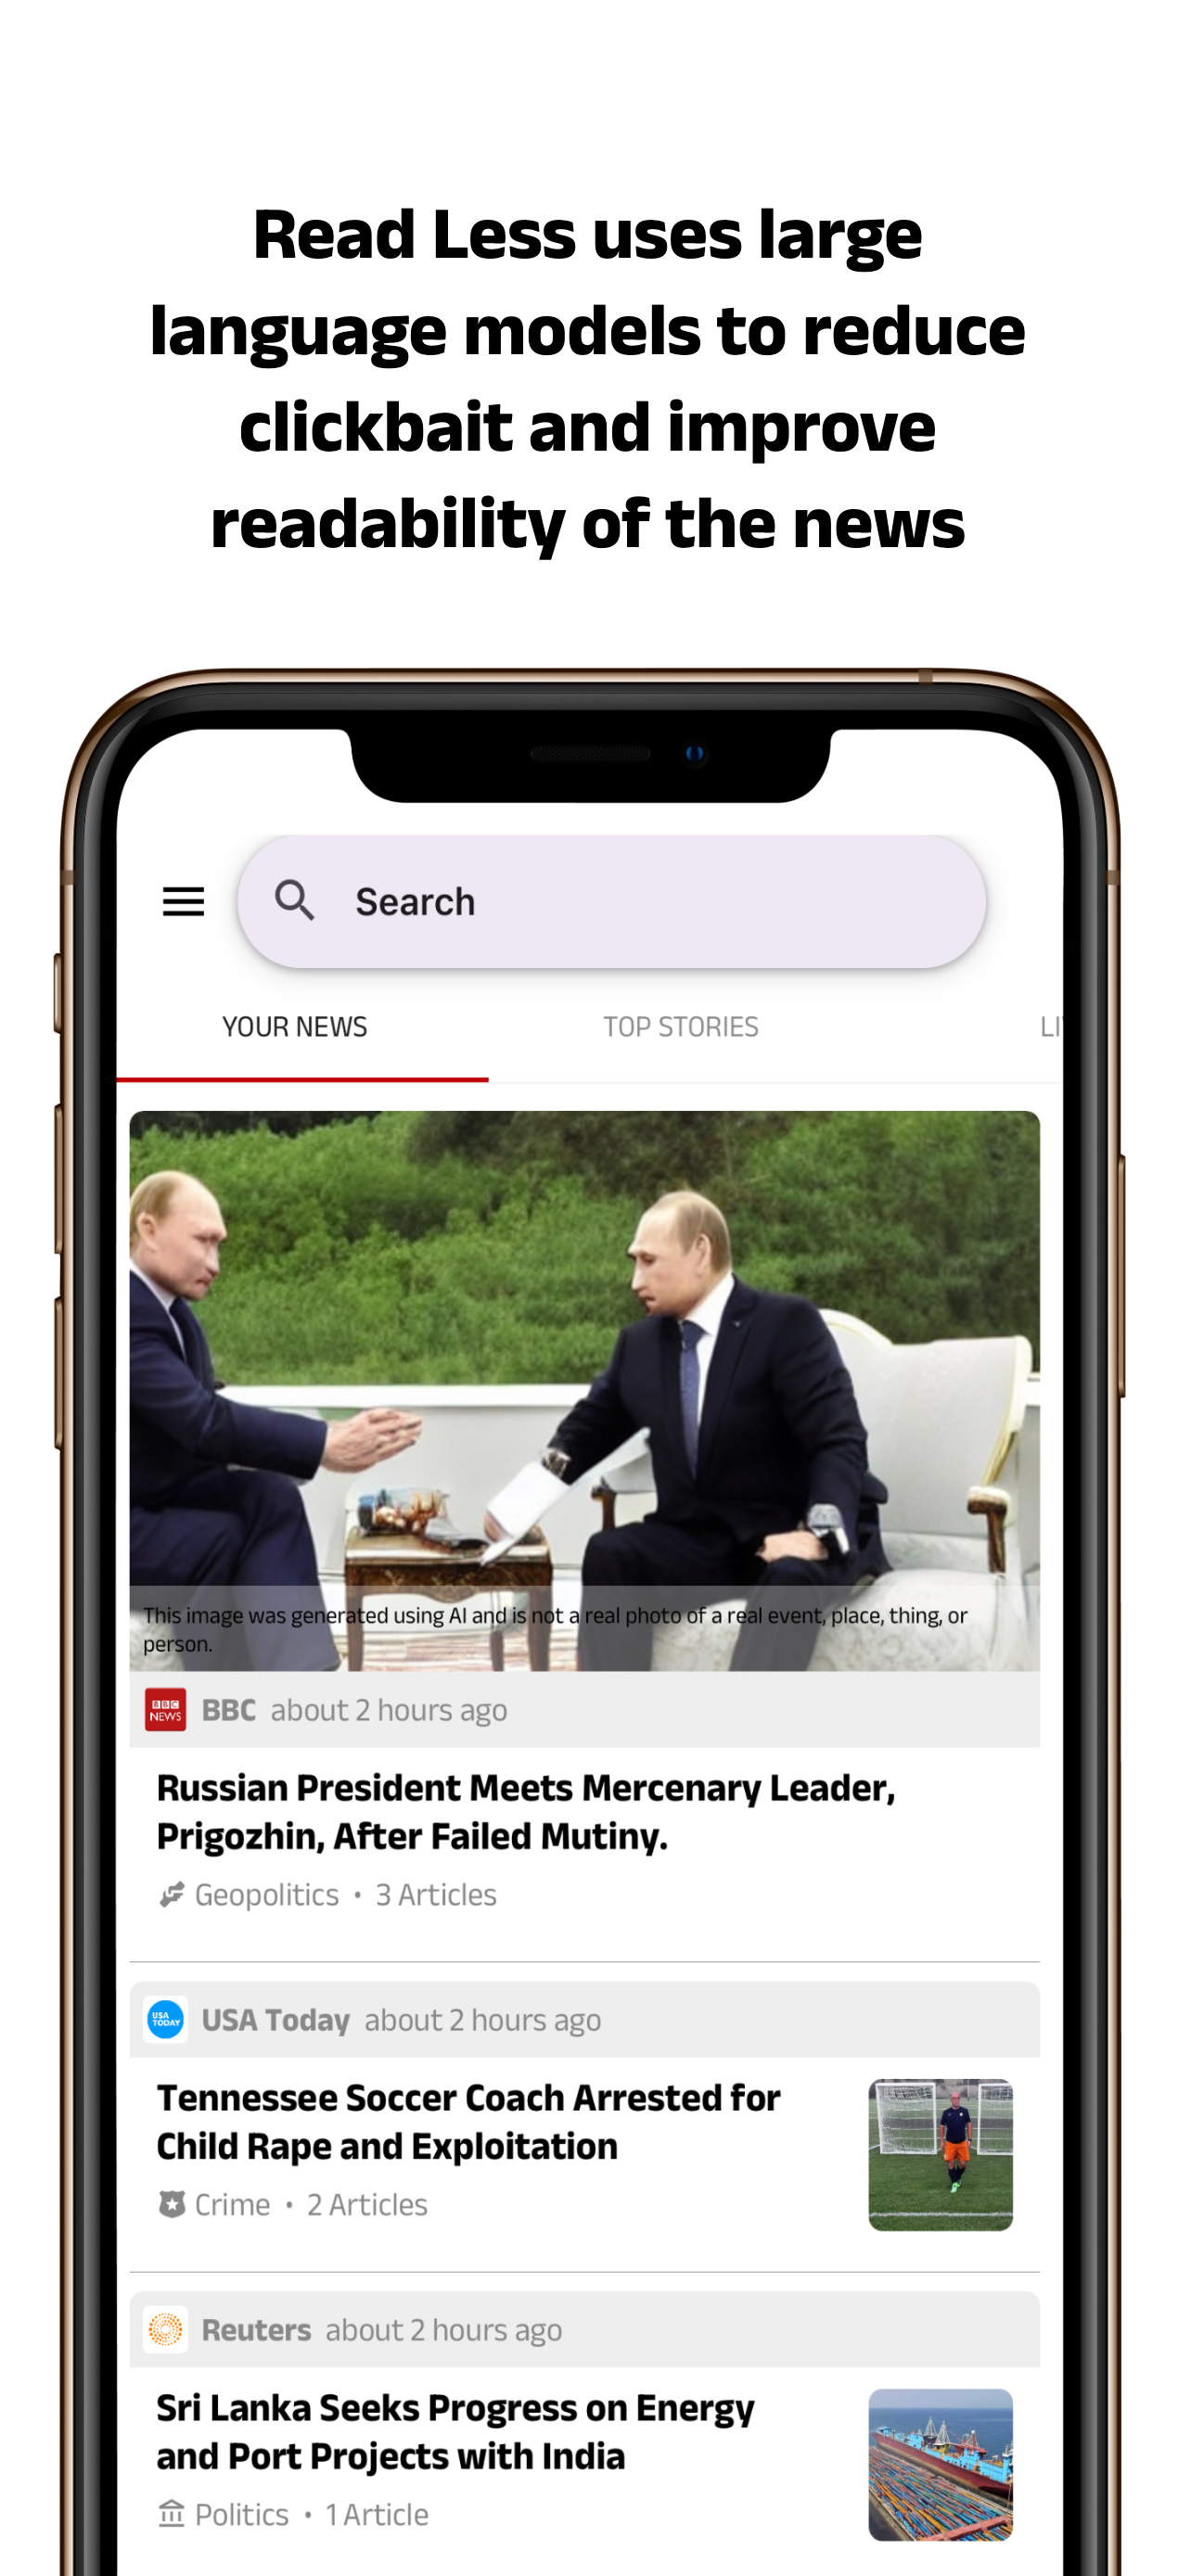 Read Less uses large
language models to reduce
clickbait and improve
readability of the news
Search
YOUR NEWS
TOP STORIES
This image was generated using AI and is not a real photo of a real event, place, thing, or
person.
BBC NEWS
BBC about 2 hours ago
Russian President Meets Mercenary Leader,
Prigozhin, After Failed Mutiny.
Geopolitics • 3 Articles
USA TODAY
USA Today about 2 hours ago
Tennessee Soccer Coach Arrested for
Child Rape and Exploitation
Crime • 2 Articles
Reuters about 2 hours ago
Sri Lanka Seeks Progress on Energy
and Port Projects with India
Politics • 1 Article